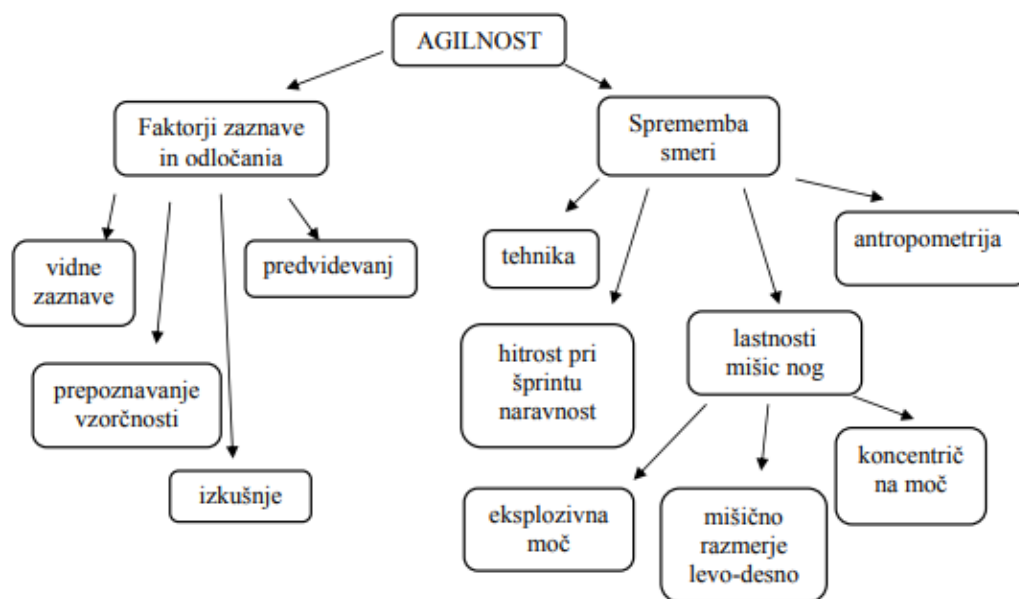 AGILNOST
Faktorji zaznave
in odločania
Sprememba
smeri
vidne
zaznave
predvidevanj
prepoznavanje
vzorčnosti
izkušnje
tehnika
antropometrija
hitrost pri
šprintu
naravnost
lastnosti
mišic nog
eksplozivna
moč
mišično
razmerje
levo-desno
koncentrič
na moč